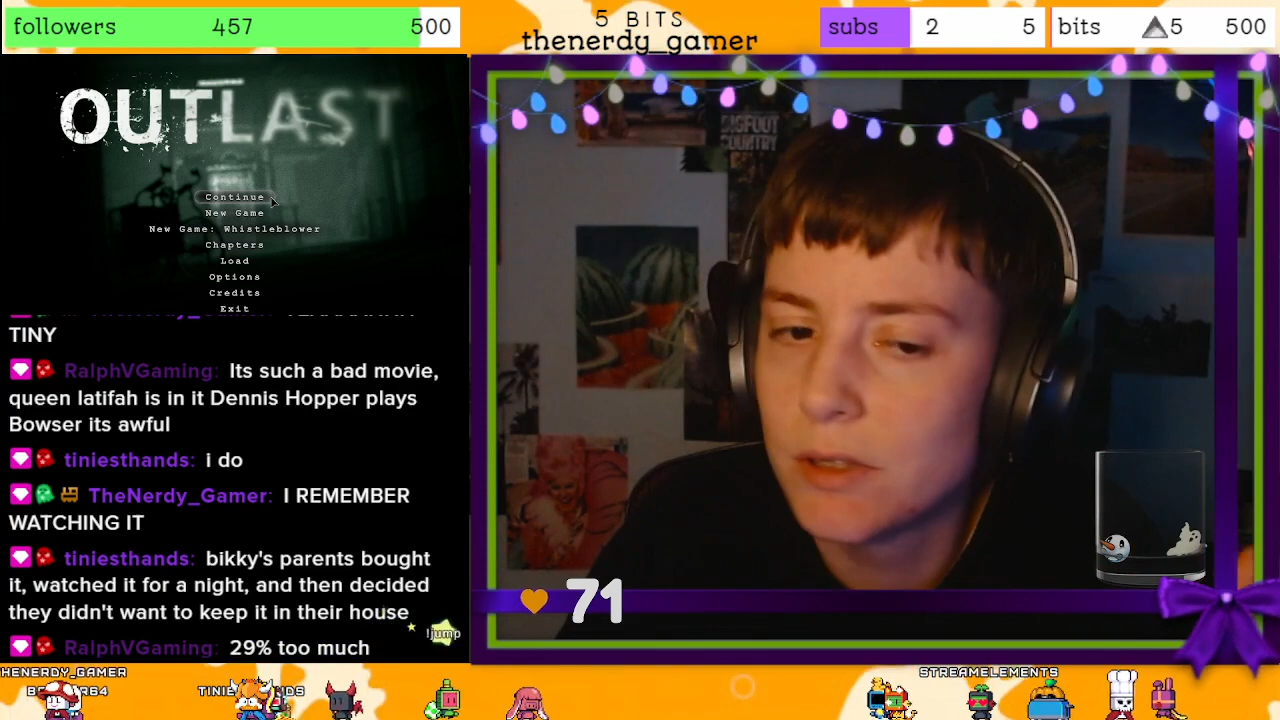 followers 457 500
5 BITS
thenerdy_gamer
subs 2 5
bits 5 500
OUTLAST
BIGFOOT
COUNTRY
Continue
New Game
New Game: Whistleblower
Chapters
Load
Options
Credits
Exit
TINY
RalphVGaming: Its such a bad movie,
queen latifah is in it Dennis Hopper plays
Bowser its awful
tiniesthands: i do
TheNerdy_Gamer: I REMEMBER
WATCHING IT
tiniesthands: bikky's parents bought
it, watched it for a night, and then decided
they didn't want to keep it in their house
!jump
RalphVGaming: 29% too much
71
HENERDY_GAMER
STREAMELEMENTS